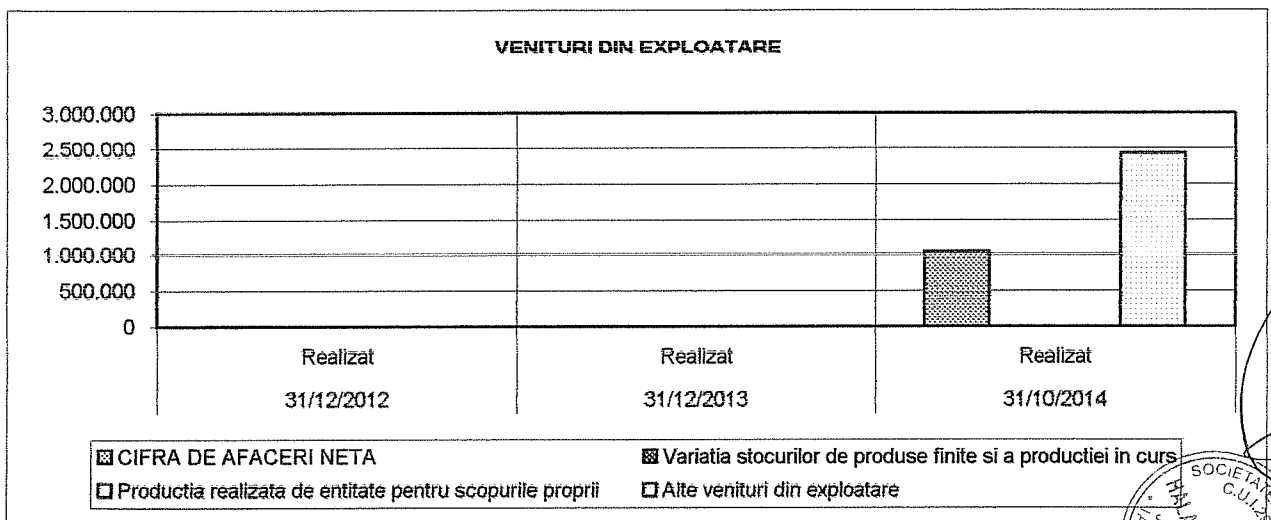 VENITURI DIN EXPLOATARE
3.000.000
2.500.000
2.000.000
1.500.000
1.000.000
500.000
0
Realizat Realizat Realizat
31/12/2012 31/12/2013 31/10/2014
CIFRA DE AFACERI NETA Variatia stocurilor de produse finite si a productiei in curs
Productia realizata de entitate pentru scopurile proprii Alte venituri din exploatare
SOCIETATE
C.U.I.